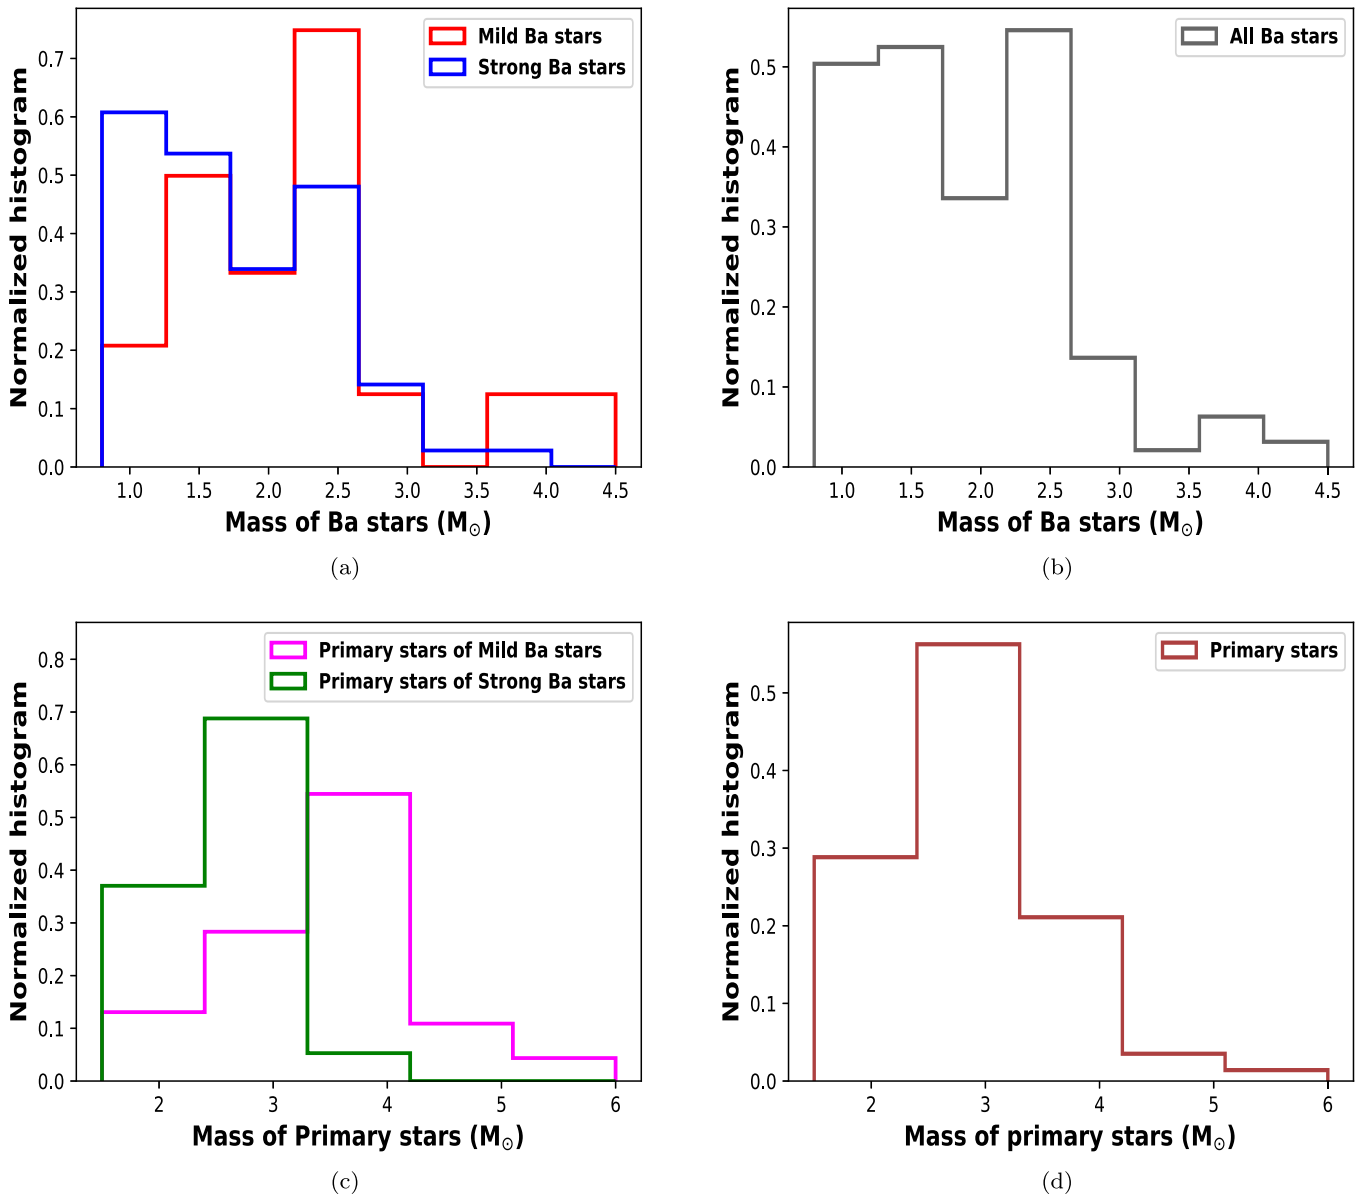 Normalized histogram
0.7
0.6
0.5
0.4
0.3
0.2
0.1
0.0
Mild Ba stars
Strong Ba stars
1.0 1.5 2.0 2.5 3.0 3.5 4.0 4.5
Mass of Ba stars (M⊙)
(a)
Normalized histogram
0.5
0.4
0.3
0.2
0.1
0.0
All Ba stars
1.0 1.5 2.0 2.5 3.0 3.5 4.0 4.5
Mass of Ba stars (M⊙)
(b)
Normalized histogram
0.8
0.7
0.6
0.5
0.4
0.3
0.2
0.1
0.0
Primary stars of Mild Ba stars
Primary stars of Strong Ba stars
2 3 4 5 6
Mass of Primary stars (M⊙)
(c)
Normalized histogram
0.5
0.4
0.3
0.2
0.1
0.0
Primary stars
2 3 4 5 6
Mass of primary stars (M⊙)
(d)